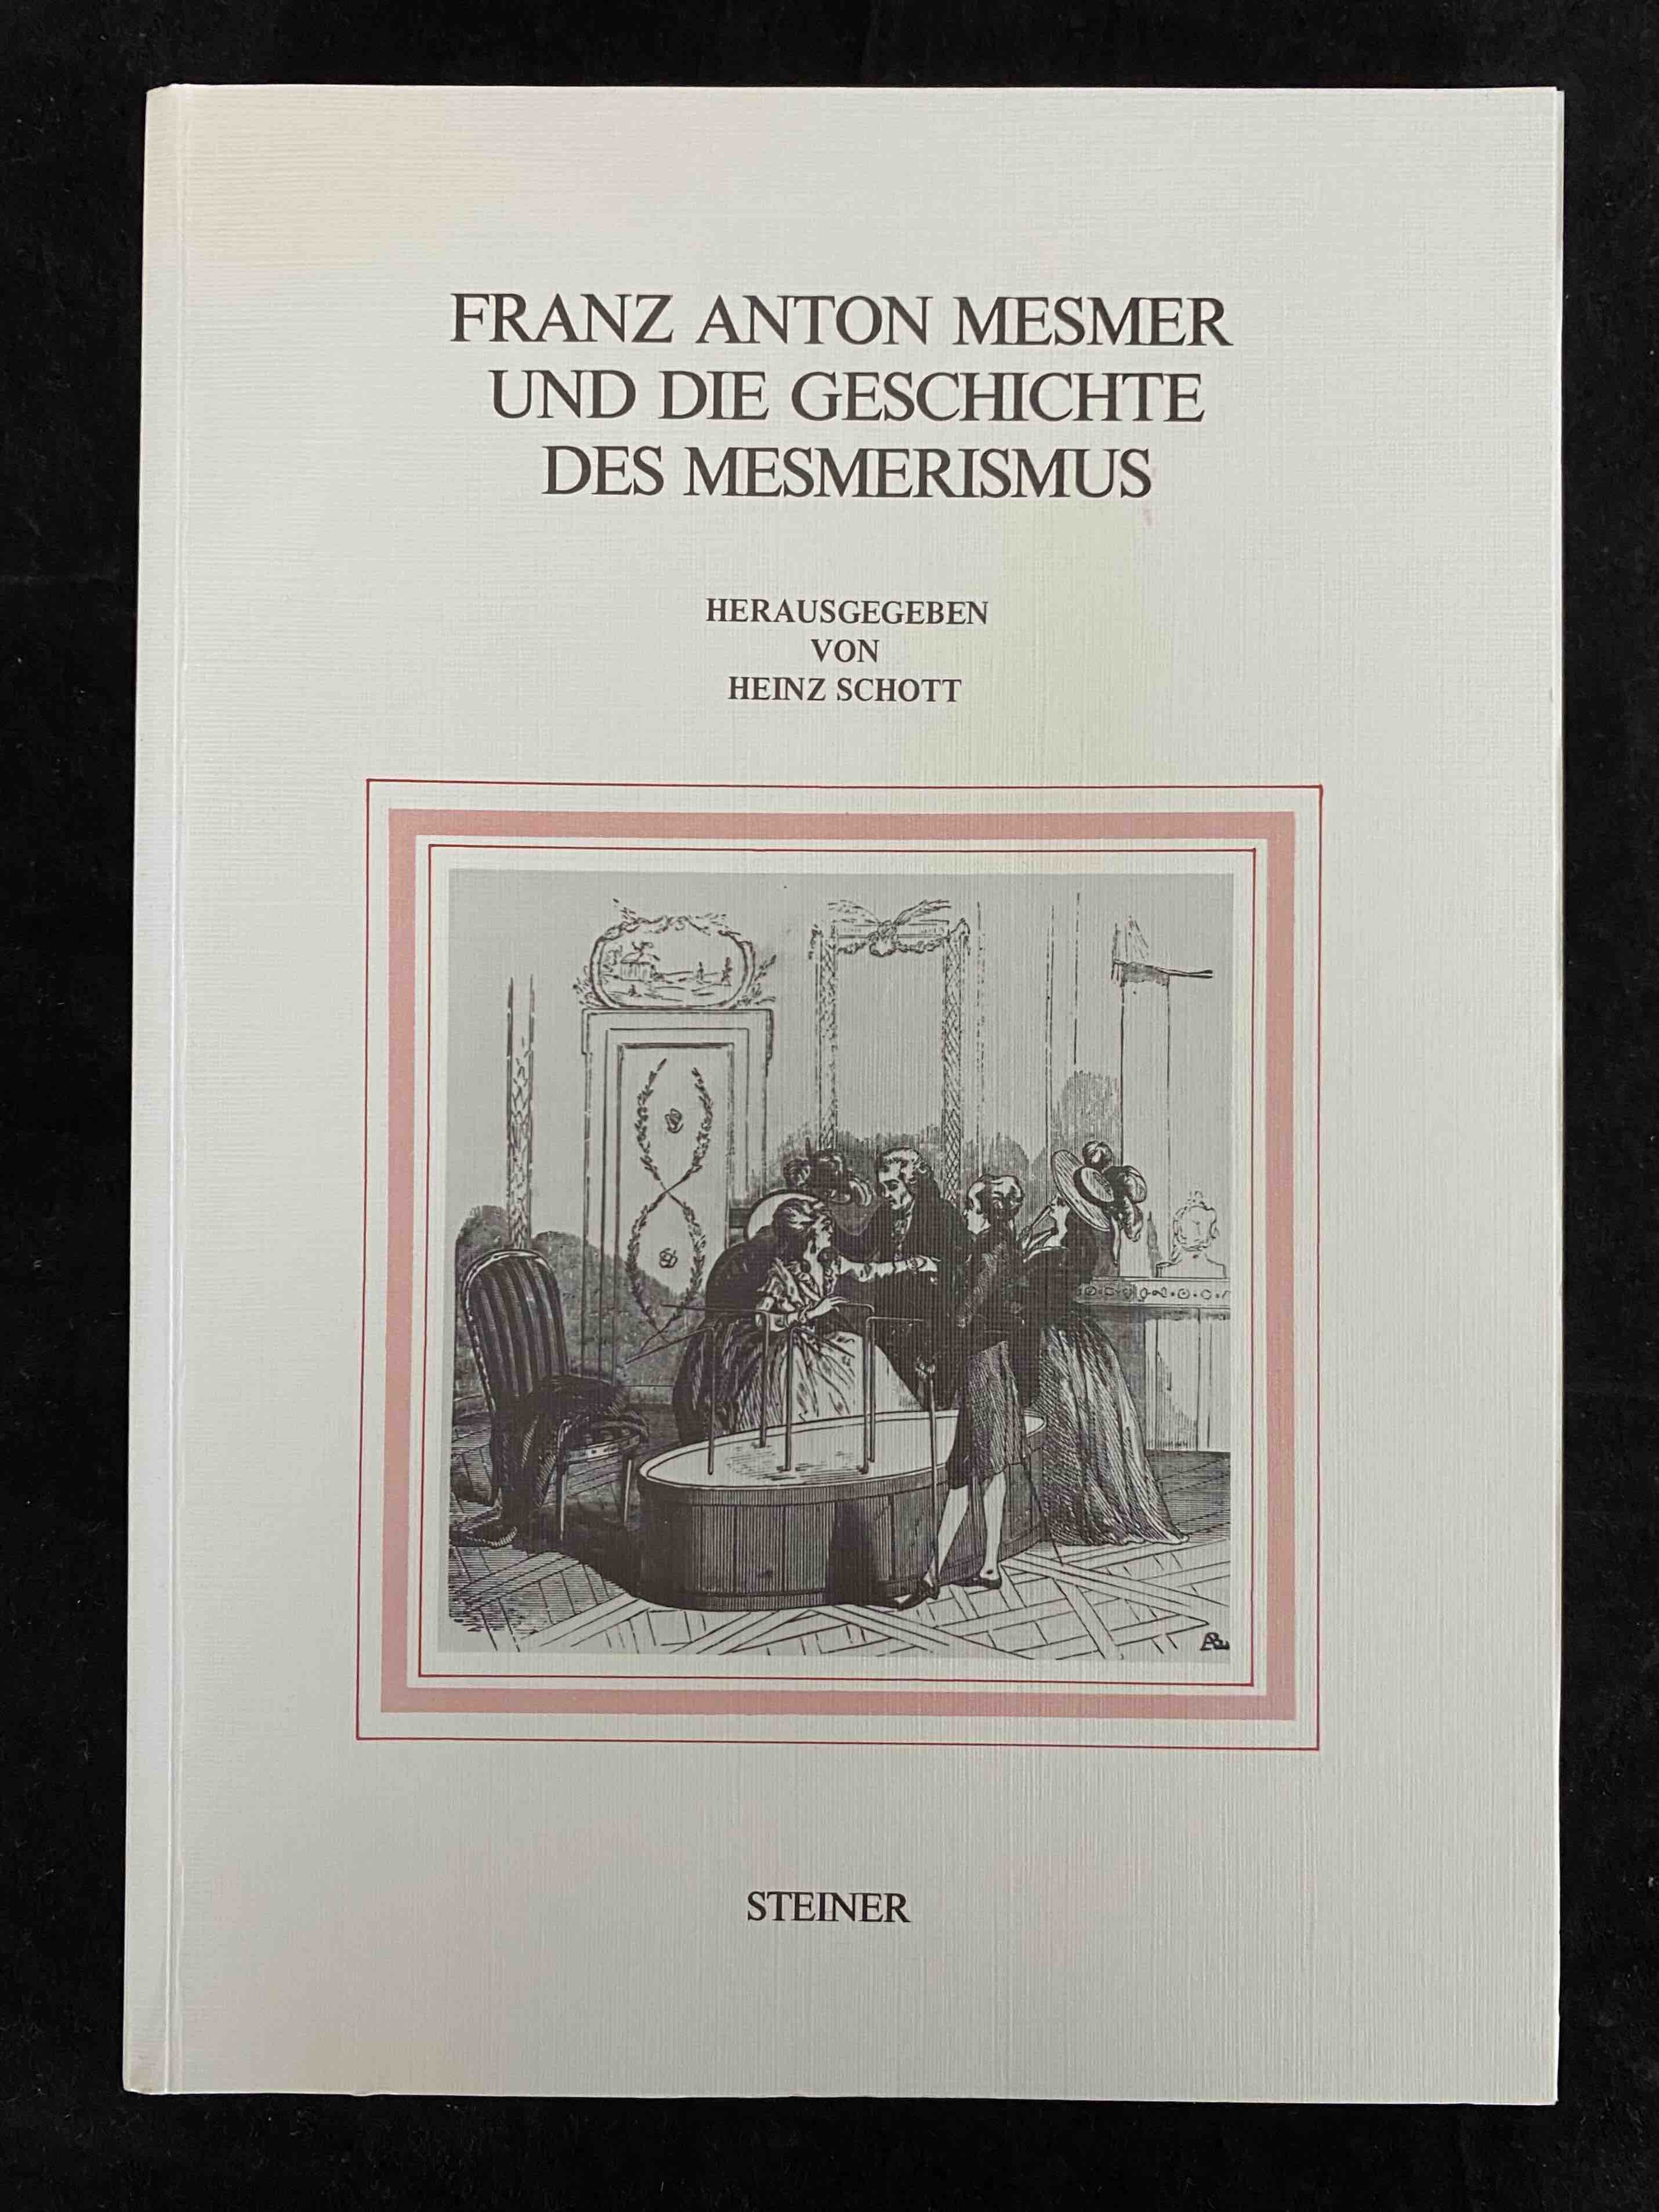 FRANZ ANTON MESMER
UND DIE GESCHICHTE
DES MESMERISMUS
HERAUSGEGEBEN
VON
HEINZ SCHOTT
STEINER